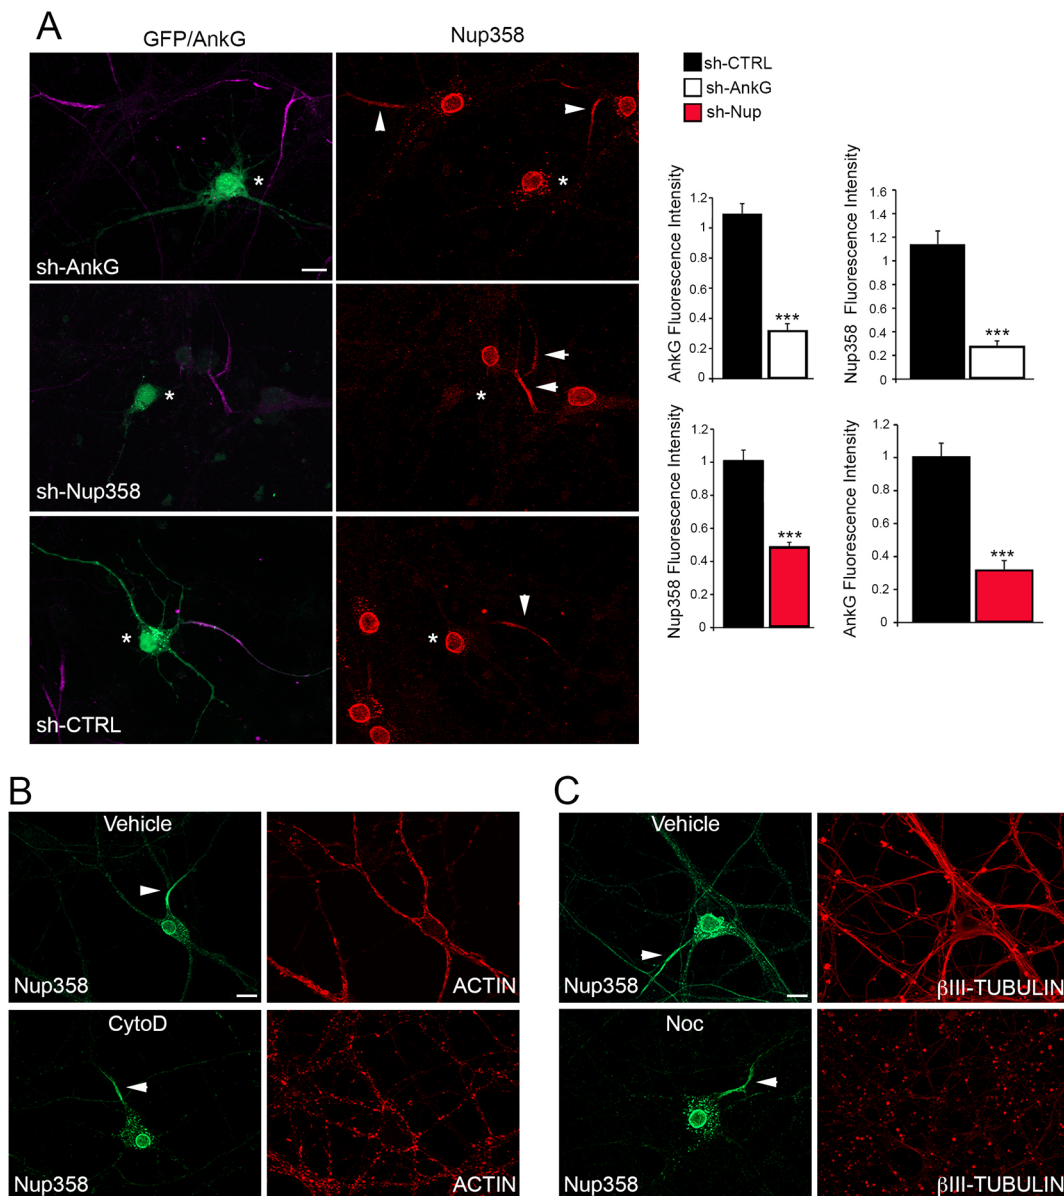 A
GFP/AnkG
Nup358
sh-CTRL
sh-AnkG
sh-Nup
*
*
sh-AnkG
*
*
sh-Nup358
*
*
sh-CTRL
AnkG Fluorescence Intensity
1.2
1
0.8
0.6
0.4
0.2
0
***
Nup358 Fluorescence Intensity
1.6
1.4
1.2
1
0.8
0.6
0.4
0.2
0
***
Nup358 Fluorescence Intensity
1.2
1
0.8
0.6
0.4
0.2
0
***
AnkG Fluorescence Intensity
1.2
1
0.8
0.6
0.4
0.2
0
***
B
Vehicle
Nup358
ACTIN
CytoD
Nup358
ACTIN
C
Vehicle
Nup358
βIII-TUBULIN
Noc
Nup358
βIII-TUBULIN